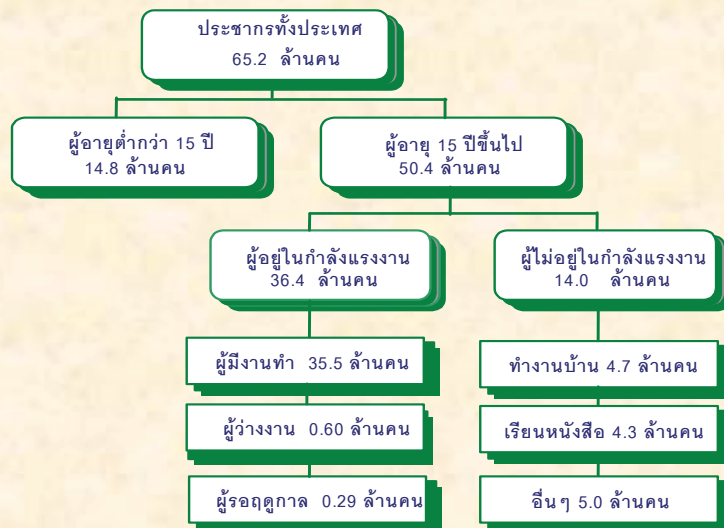 ประชากรทั้งประเทศ
65.2 ล้านคน
ผู้อายุต่ำกว่า 15 ปี
14.8 ล้านคน
ผู้อายุ 15 ปีขึ้นไป
50.4 ล้านคน
ผู้อยู่ในกำลังแรงงาน
36.4 ล้านคน
ผู้ไม่อยู่ในกำลังแรงงาน
14.0 ล้านคน
ผู้มีงานทำ 35.5 ล้านคน
ทำงานบ้าน 4.7 ล้านคน
ผู้ว่างงาน 0.60 ล้านคน
เรียนหนังสือ 4.3 ล้านคน
ผู้รอฤดูกาล 0.29 ล้านคน
อื่นๆ 5.0 ล้านคน